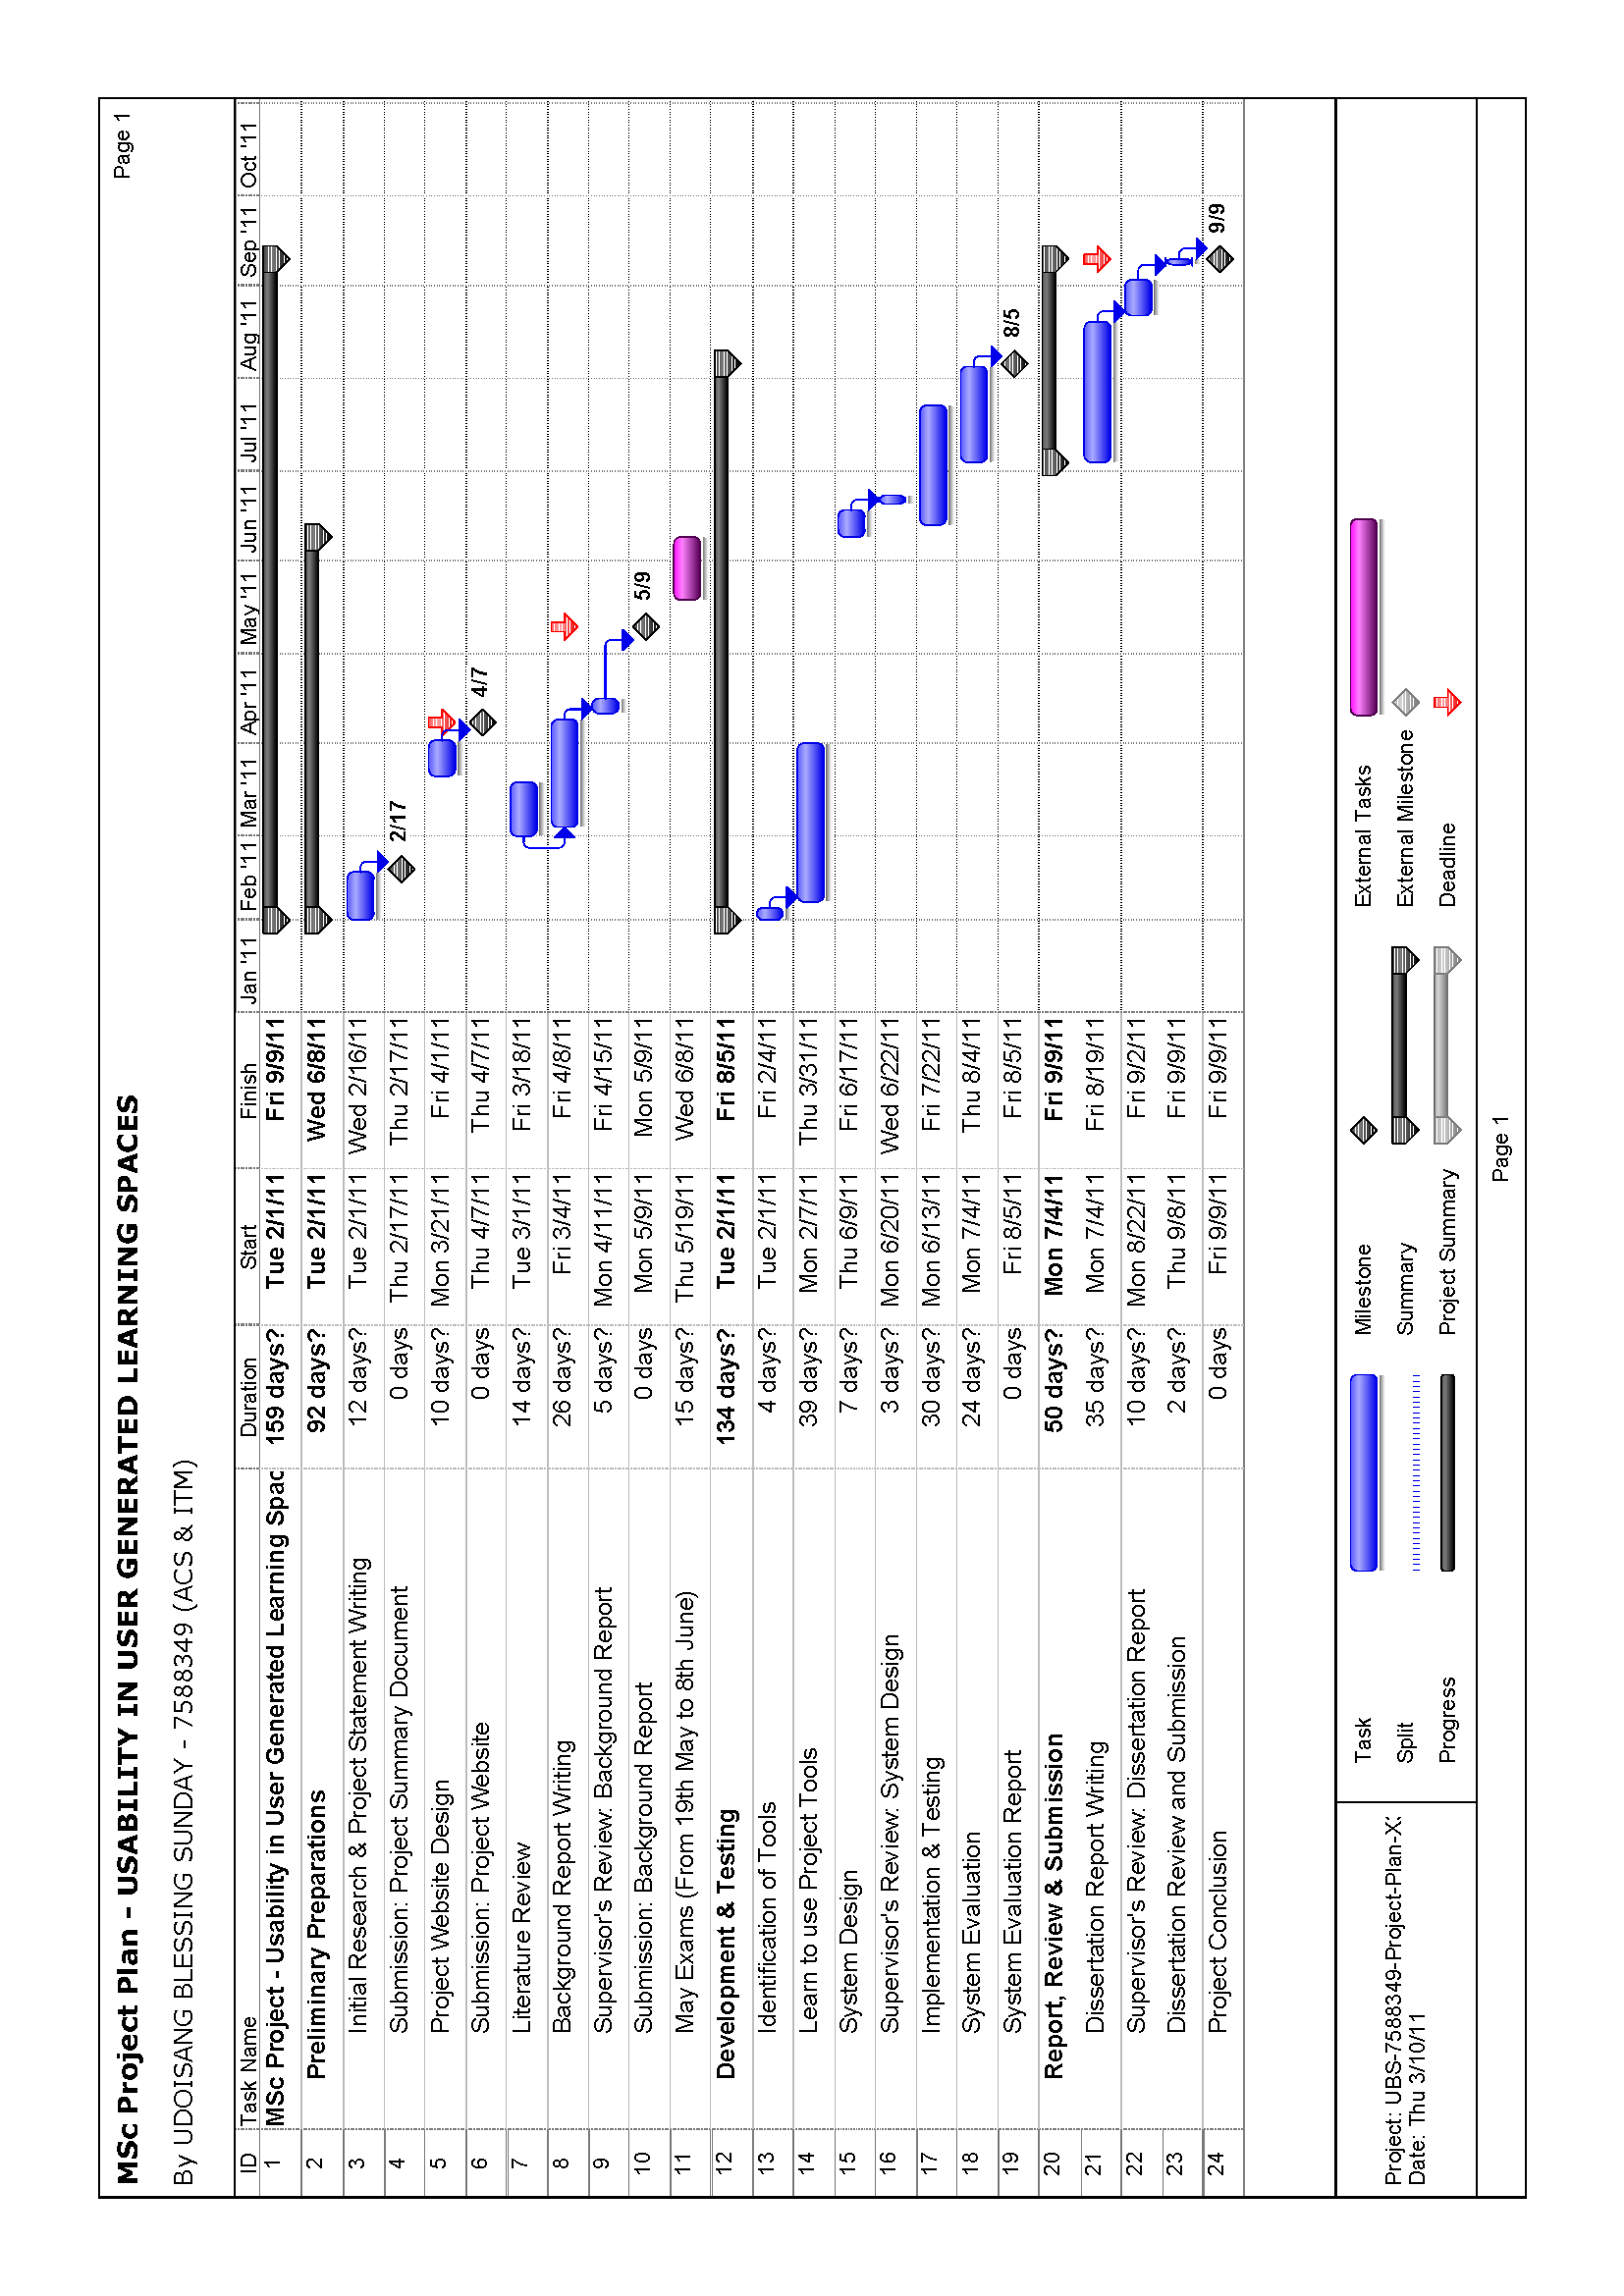 Page 1
MSc Project Plan - USABILITY IN USER GENERATED LEARNING SPACES
By UDOISANG BLESSING SUNDAY - 7588349 (ACS & ITM)
ID Task Name Duration Start Finish Jan '11 Feb '11 Mar '11 Apr '11 May '11 Jun '11 Jul '11 Aug '11 Sep '11 Oct '11
1 MSc Project - Usability in User Generated Learning Spac 159 days? Tue 2/1/11 Fri 9/9/11
2 Preliminary Preparations 92 days? Tue 2/1/11 Wed 6/8/11
3 Initial Research & Project Statement Writing 12 days? Tue 2/1/11 Wed 2/16/11
4 Submission: Project Summary Document 0 days Thu 2/17/11 Thu 2/17/11 2/17
5 Project Website Design 10 days? Mon 3/21/11 Fri 4/1/11
6 Submission: Project Website 0 days Thu 4/7/11 Thu 4/7/11 4/7
7 Literature Review 14 days? Tue 3/1/11 Fri 3/18/11
8 Background Report Writing 26 days? Fri 3/4/11 Fri 4/8/11
9 Supervisor's Review: Background Report 5 days? Mon 4/11/11 Fri 4/15/11
10 Submission: Background Report 0 days Mon 5/9/11 Mon 5/9/11 5/9
11 May Exams (From 19th May to 8th June) 15 days? Thu 5/19/11 Wed 6/8/11
12 Development & Testing 134 days? Tue 2/1/11 Fri 8/5/11
13 Identification of Tools 4 days? Tue 2/1/11 Fri 2/4/11
14 Learn to use Project Tools 39 days? Mon 2/7/11 Thu 3/31/11
15 System Design 7 days? Thu 6/9/11 Fri 6/17/11
16 Supervisor's Review: System Design 3 days? Mon 6/20/11 Wed 6/22/11
17 Implementation & Testing 30 days? Mon 6/13/11 Fri 7/22/11
18 System Evaluation 24 days? Mon 7/4/11 Thu 8/4/11
19 System Evaluation Report 0 days Fri 8/5/11 Fri 8/5/11 8/5
20 Report, Review & Submission 50 days? Mon 7/4/11 Fri 9/9/11
21 Dissertation Report Writing 35 days? Mon 7/4/11 Fri 8/19/11
22 Supervisor's Review: Dissertation Report 10 days? Mon 8/22/11 Fri 9/2/11
23 Dissertation Review and Submission 2 days? Thu 9/8/11 Fri 9/9/11
24 Project Conclusion 0 days Fri 9/9/11 Fri 9/9/11 9/9
Project: UBS-7588349-Project-Plan-X
Date: Thu 3/10/11
Task Milestone External Tasks
Split Summary External Milestone
Progress Project Summary Deadline
Page 1